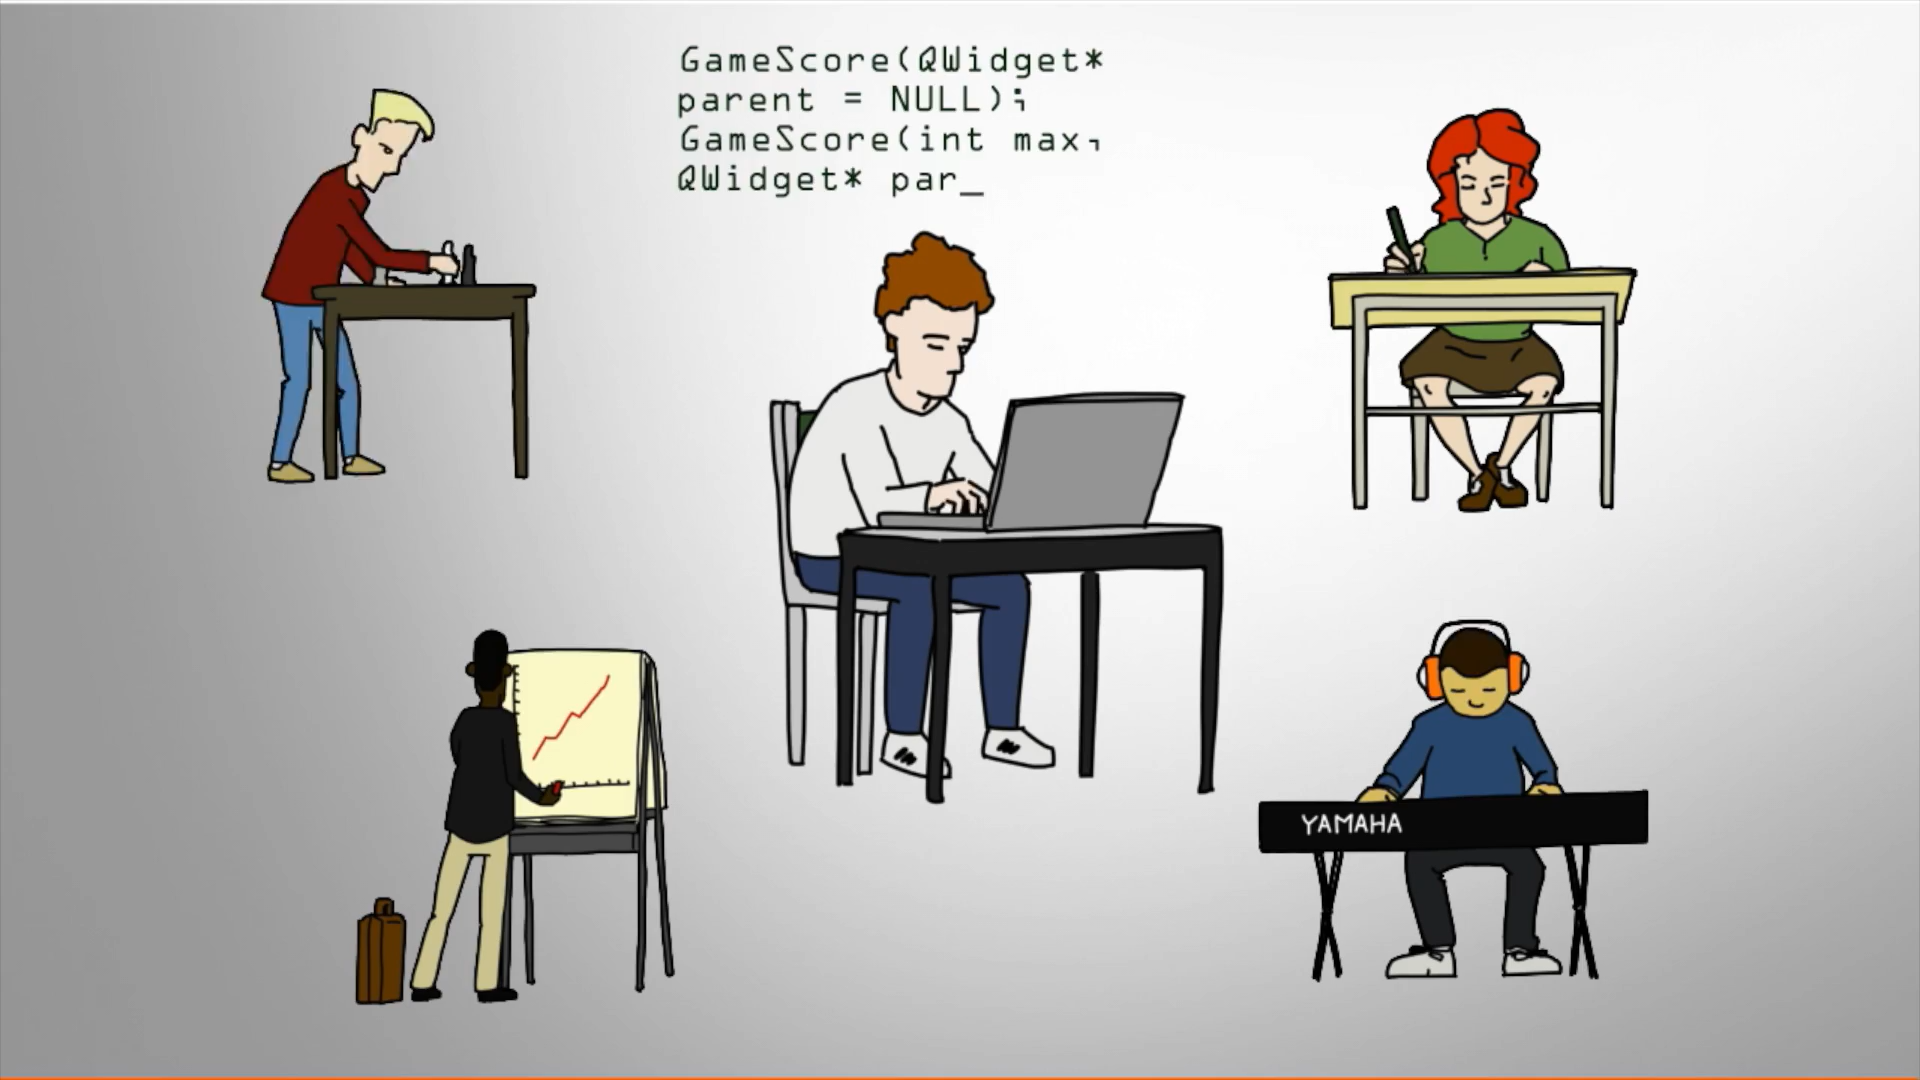 GameScore(QWidget*
parent = NULL);
GameScore(int max,
QWidget* par_
YAMAHA